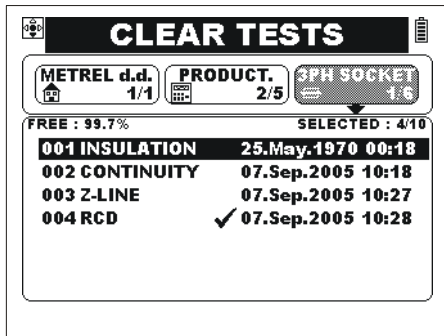 CLEAR TESTS
METREL d.d. PRODUCT. 3PH SOCKET
1/1 2/5 1/6
FREE : 99.7% SELECTED : 4/10
001 INSULATION 25.May.1970 00:18
002 CONTINUITY 07.Sep.2005 10:18
003 Z-LINE 07.Sep.2005 10:27
004 RCD 07.Sep.2005 10:28